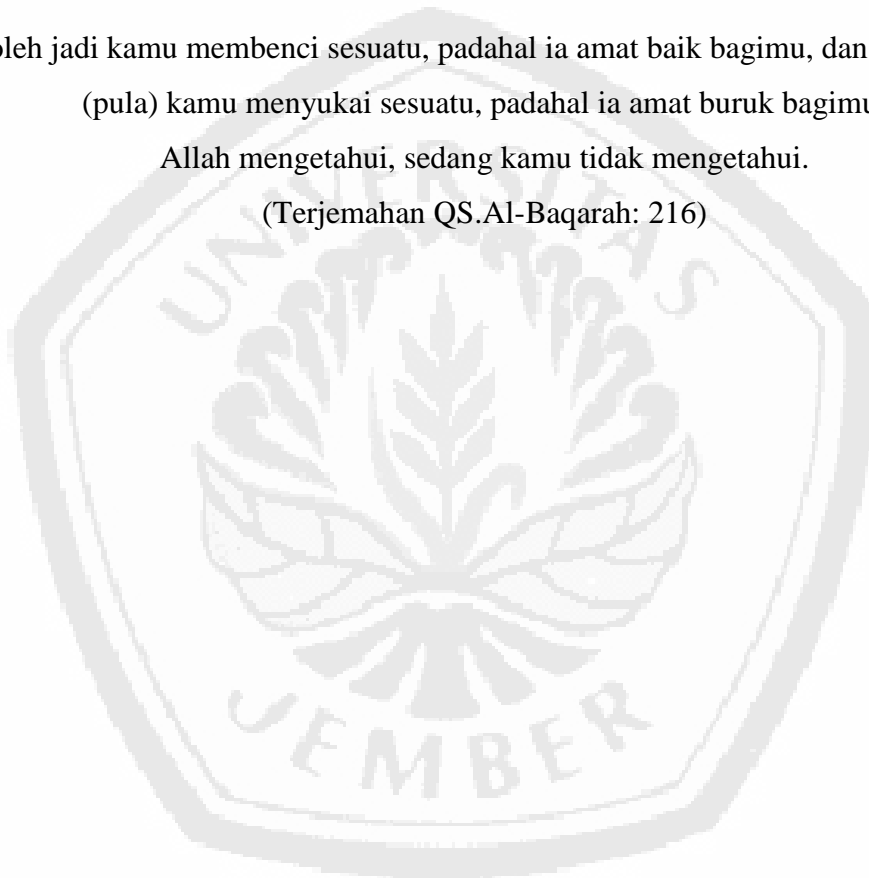 oleh jadi kamu membenci sesuatu, padahal ia amat baik bagimu, dan
(pula) kamu menyukai sesuatu, padahal ia amat buruk bagimu
Allah mengetahui, sedang kamu tidak mengetahui.
(Terjemahan QS.Al-Baqarah: 216)
UNIVERSITAS
JEMBER